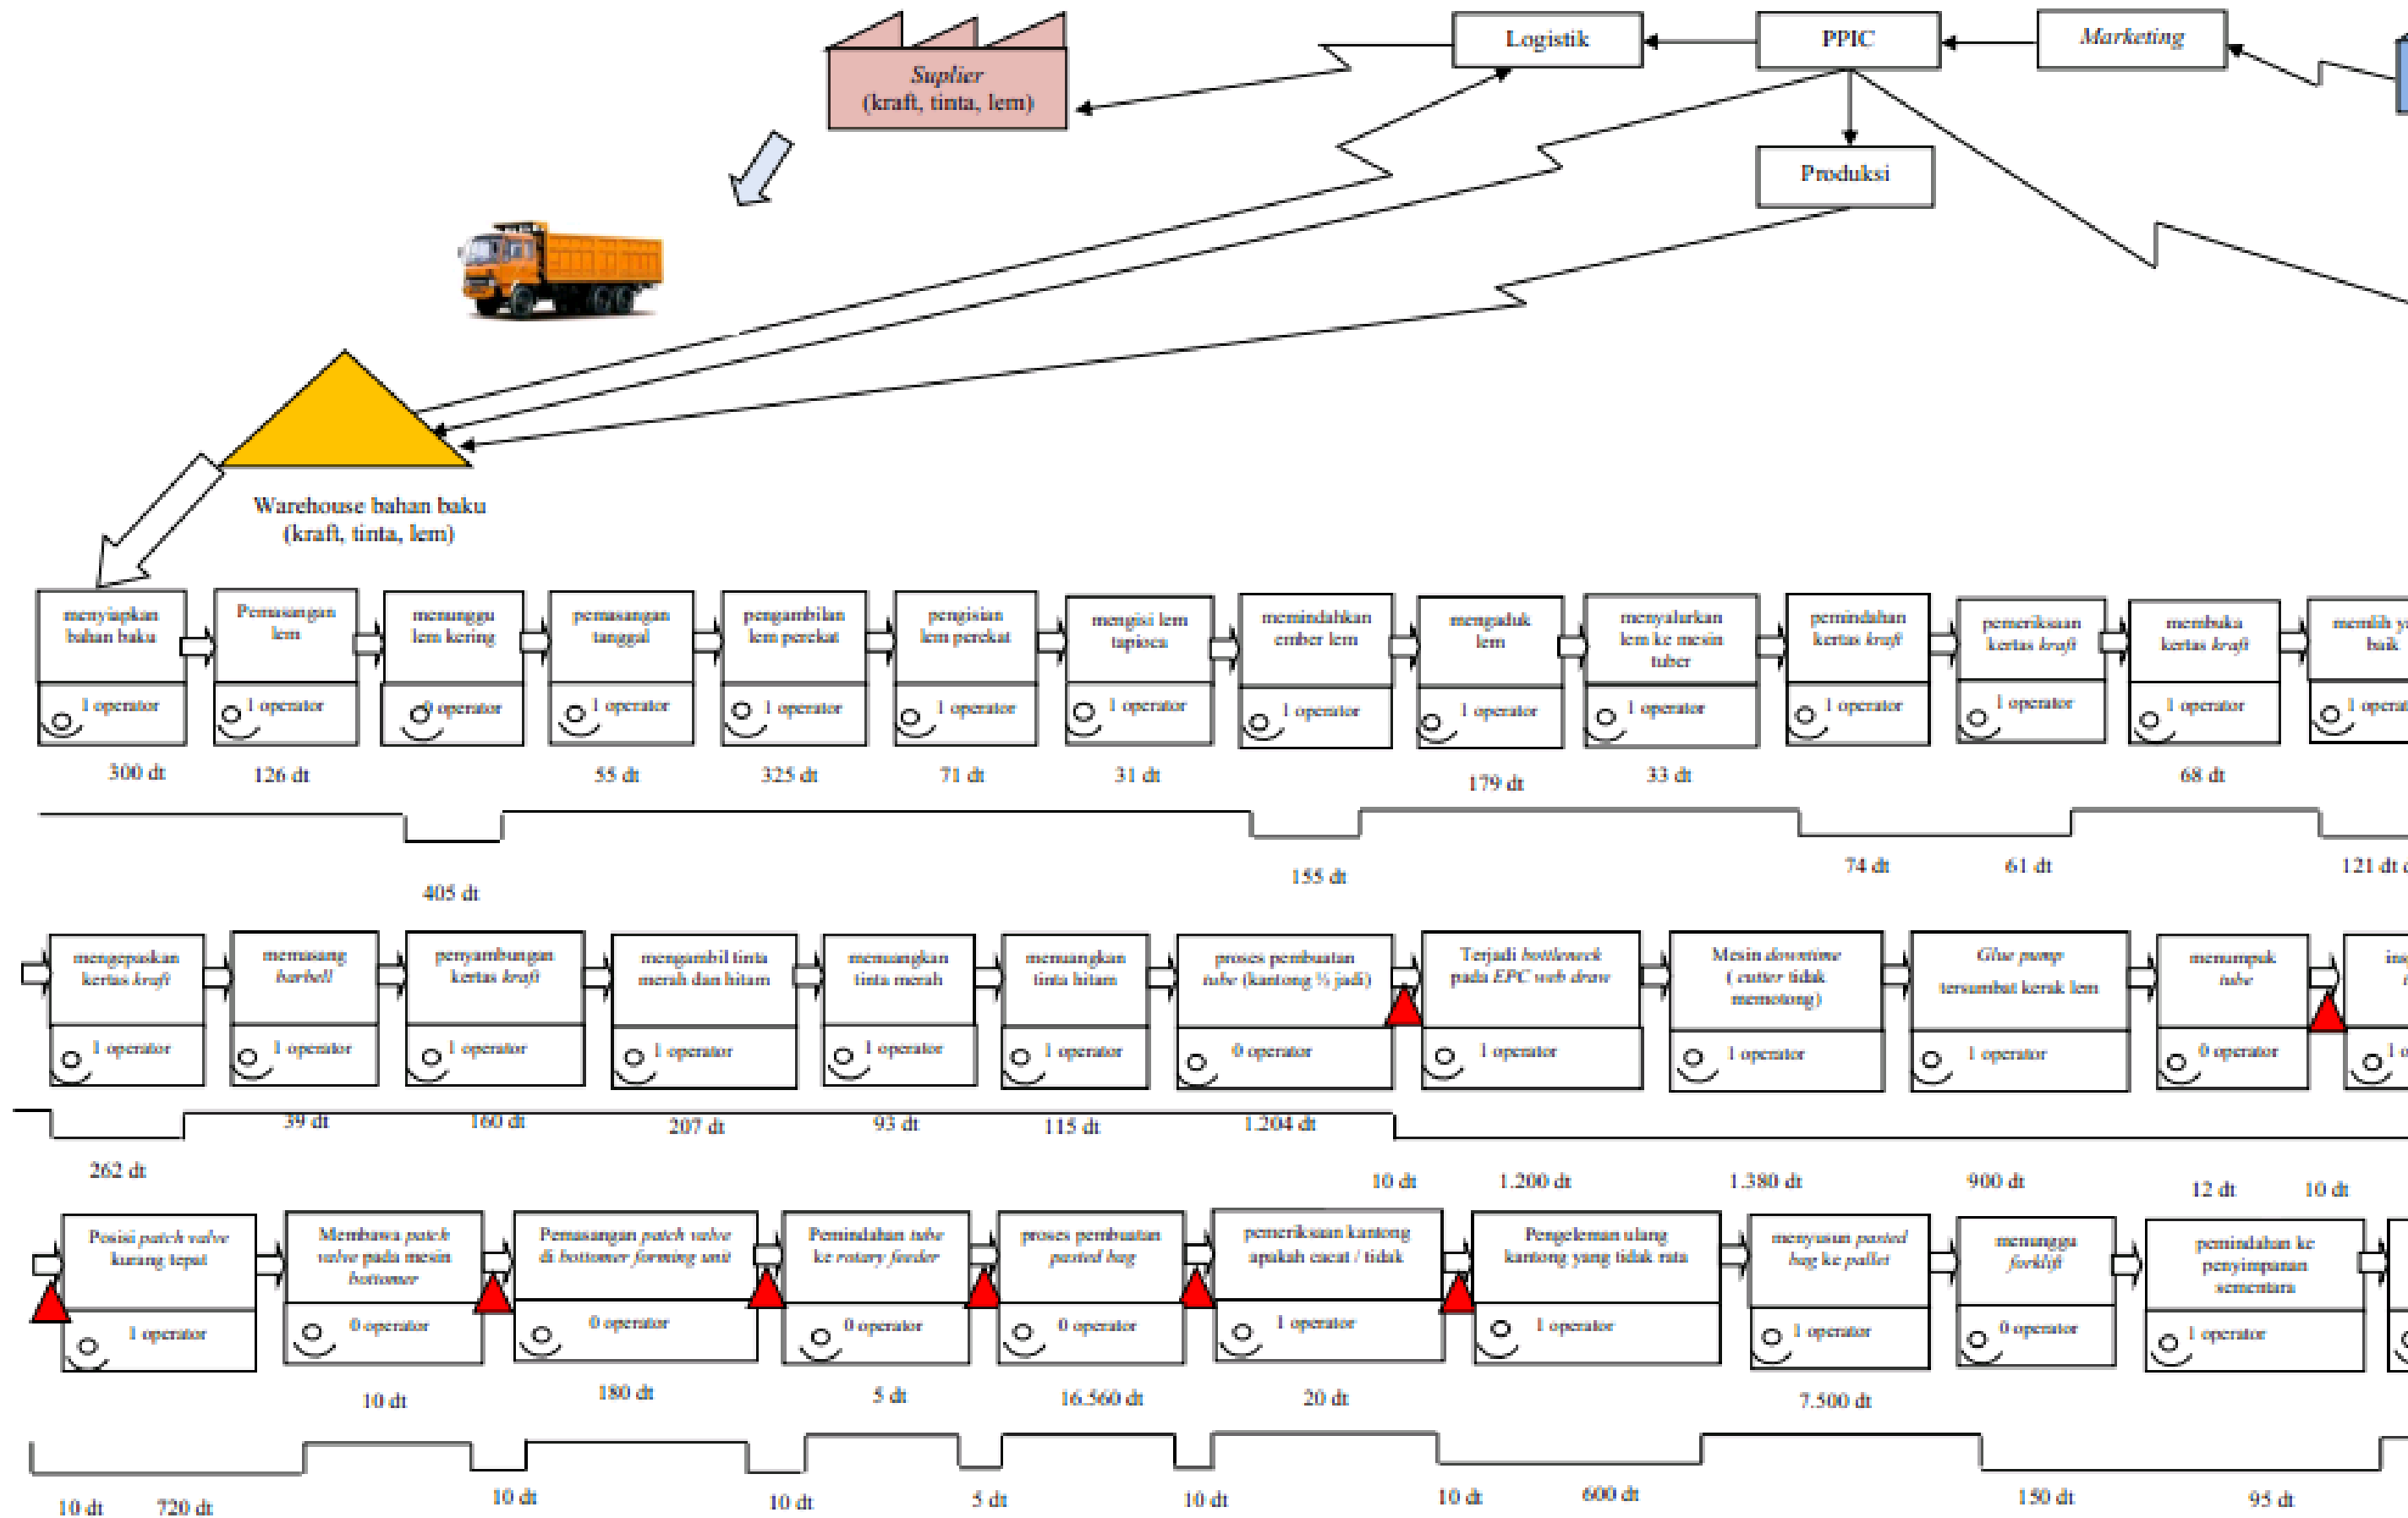 Logistik
PPIC
Marketing
Suplier
(kraft, tinta, lem)
Produksi
Warehouse bahan baku
(kraft, tinta, lem)
menyiapkan
bahan baku
1 operator
Pemasangan
lem
1 operator
menunggu
lem kering
0 operator
pemasangan
tanggal
1 operator
pengambilan
lem perekat
1 operator
pengisian
lem perekat
1 operator
mengisi lem
tapioca
1 operator
memindahkan
ember lem
1 operator
mengaduk
lem
1 operator
menyalurkan
lem ke mesin
tuber
1 operator
pemindahan
kertas kraft
1 operator
pemeriksaan
kertas kraft
1 operator
membuka
kertas kraft
1 operator
memlih
baik
1
300 dt
126 dt
55 dt
325 dt
71 dt
31 dt
179 dt
33 dt
68 dt
405 dt
155 dt
74 dt
61 dt
121 dt
mengepaskan
kertas kraft
1 operator
memasang
barbell
1 operator
penyambungan
kertas kraft
1 operator
mengambil tinta
merah dan hitam
1 operator
menuangkan
tinta merah
1 operator
menuangkan
tinta hitam
1 operator
proses pembuatan
tube (kantong ½ jadi)
0 operator
Terjadi bottleneck
pada EPC web draw
1 operator
Mesin downtime
( cutter tidak
memotong)
1 operator
Glue pump
tersumbat kerak lem
1 operator
menumpuk
tube
0 operator
1
39 dt
160 dt
207 dt
93 dt
115 dt
1.204 dt
262 dt
10 dt
1.200 dt
1.380 dt
900 dt
12 dt
10 dt
Posisi patch valve
kurang tepat
1 operator
Membawa patch
valve pada mesin
bottomer
0 operator
Pemasangan patch valve
di bottomer forming unit
0 operator
Pemindahan tube
ke rotary feeder
0 operator
proses pembuatan
pasted bag
0 operator
pemeriksaan kantong
apakah cacat / tidak
1 operator
Pengeleman ulang
kantong yang tidak rata
1 operator
menyusun pasted
bag ke pallet
1 operator
menunggu
forklift
0 operator
pemindahan ke
penyimpanan
sementara
1 operator
10 dt
180 dt
5 dt
16.560 dt
20 dt
7.500 dt
10 dt
720 dt
10 dt
10 dt
5 dt
10 dt
10 dt
600 dt
150 dt
95 dt